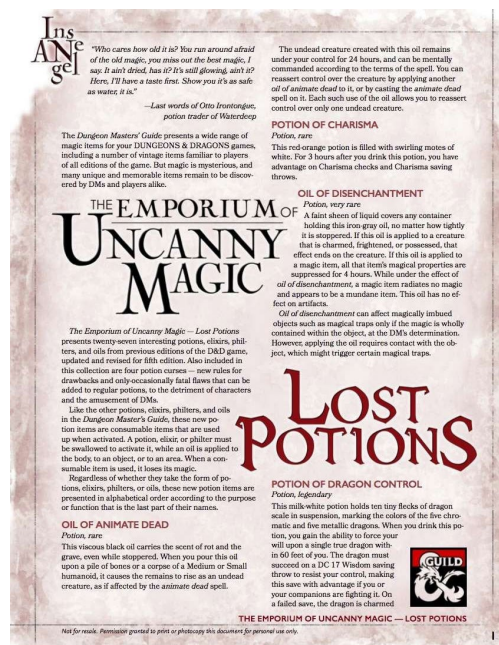 Ins
ANe
gel
"Who cares how old it is? You run around afraid
of the old magic, you miss out the best magic, I
say. It ain't dried, has it? It's still glowing, ain't it?
Here, I'll have a taste first. Show you it's as safe
as water, it is."
—Last words of Otto Irontongue,
potion trader of Waterdeep
The Dungeon Masters' Guide presents a wide range of
magic items for your DUNGEONS & DRAGONS games,
including a number of vintage items familiar to players
of all editions of the game. But magic is mysterious, and
many unique and memorable items remain to be discov-
ered by DMs and players alike.
THE EMPORIUM OF
UNCANNY
MAGIC
The Emporium of Uncanny Magic — Lost Potions
presents twenty-seven interesting potions, elixirs, phil-
ters, and oils from previous editions of the D&D game,
updated and revised for fifth edition. Also included in
this collection are four potion curses — new rules for
drawbacks and only-occasionally fatal flaws that can be
added to regular potions, to the detriment of characters
and the amusement of DMs.
Like the other potions, elixirs, philters, and oils
in the Dungeon Master's Guide, these new po-
tion items are consumable items that are used
up when activated. A potion, elixir, or philter must
be swallowed to activate it, while an oil is applied to
the body, to an object, or to an area. When a con-
sumable item is used, it loses its magic.
Regardless of whether they take the form of po-
tions, elixirs, philters, or oils, these new potion items are
presented in alphabetical order according to the purpose
or function that is the last part of their names.
OIL OF ANIMATE DEAD
Potion, rare
This viscous black oil carries the scent of rot and the
grave, even while stoppered. When you pour this oil
upon a pile of bones or a corpse of a Medium or Small
humanoid, it causes the remains to rise as an undead
creature, as if affected by the animate dead spell.
The undead creature created with this oil remains
under your control for 24 hours, and can be mentally
commanded according to the terms of the spell. You can
reassert control over the creature by applying another
oil of animate dead to it, or by casting the animate dead
spell on it. Each such use of the oil allows you to reassert
control over only one undead creature.
POTION OF CHARISMA
Potion, rare
This red-orange potion is filled with swirling motes of
white. For 3 hours after you drink this potion, you have
advantage on Charisma checks and Charisma saving
throws.
OIL OF DISENCHANTMENT
Potion, very rare
A faint sheen of liquid covers any container
holding this iron-gray oil, no matter how tightly
it is stoppered. If this oil is applied to a creature
that is charmed, frightened, or possessed, that
effect ends on the creature. If this oil is applied to
a magic item, all that item's magical properties are
suppressed for 4 hours. While under the effect of
oil of disenchantment, a magic item radiates no magic
and appears to be a mundane item. This oil has no ef-
fect on artifacts.
Oil of disenchantment can affect magically imbued
objects such as magical traps only if the magic is wholly
contained within the object, at the DM's determination.
However, applying the oil requires contact with the ob-
ject, which might trigger certain magical traps.
LOST
POTIONS
POTION OF DRAGON CONTROL
Potion, legendary
This milk-white potion holds ten tiny flecks of dragon
scale in suspension, marking the colors of the five chro-
matic and five metallic dragons. When you drink this po-
tion, you gain the ability to force your
will upon a single true dragon with-
in 60 feet of you. The dragon must
succeed on a DC 17 Wisdom saving
throw to resist your control, making
this save with advantage if you or
your companions are fighting it. On
a failed save, the dragon is charmed
GUILD
THE EMPORIUM OF UNCANNY MAGIC — LOST POTIONS
Not for resale. Permission granted to print or photocopy this document for personal use only.
1